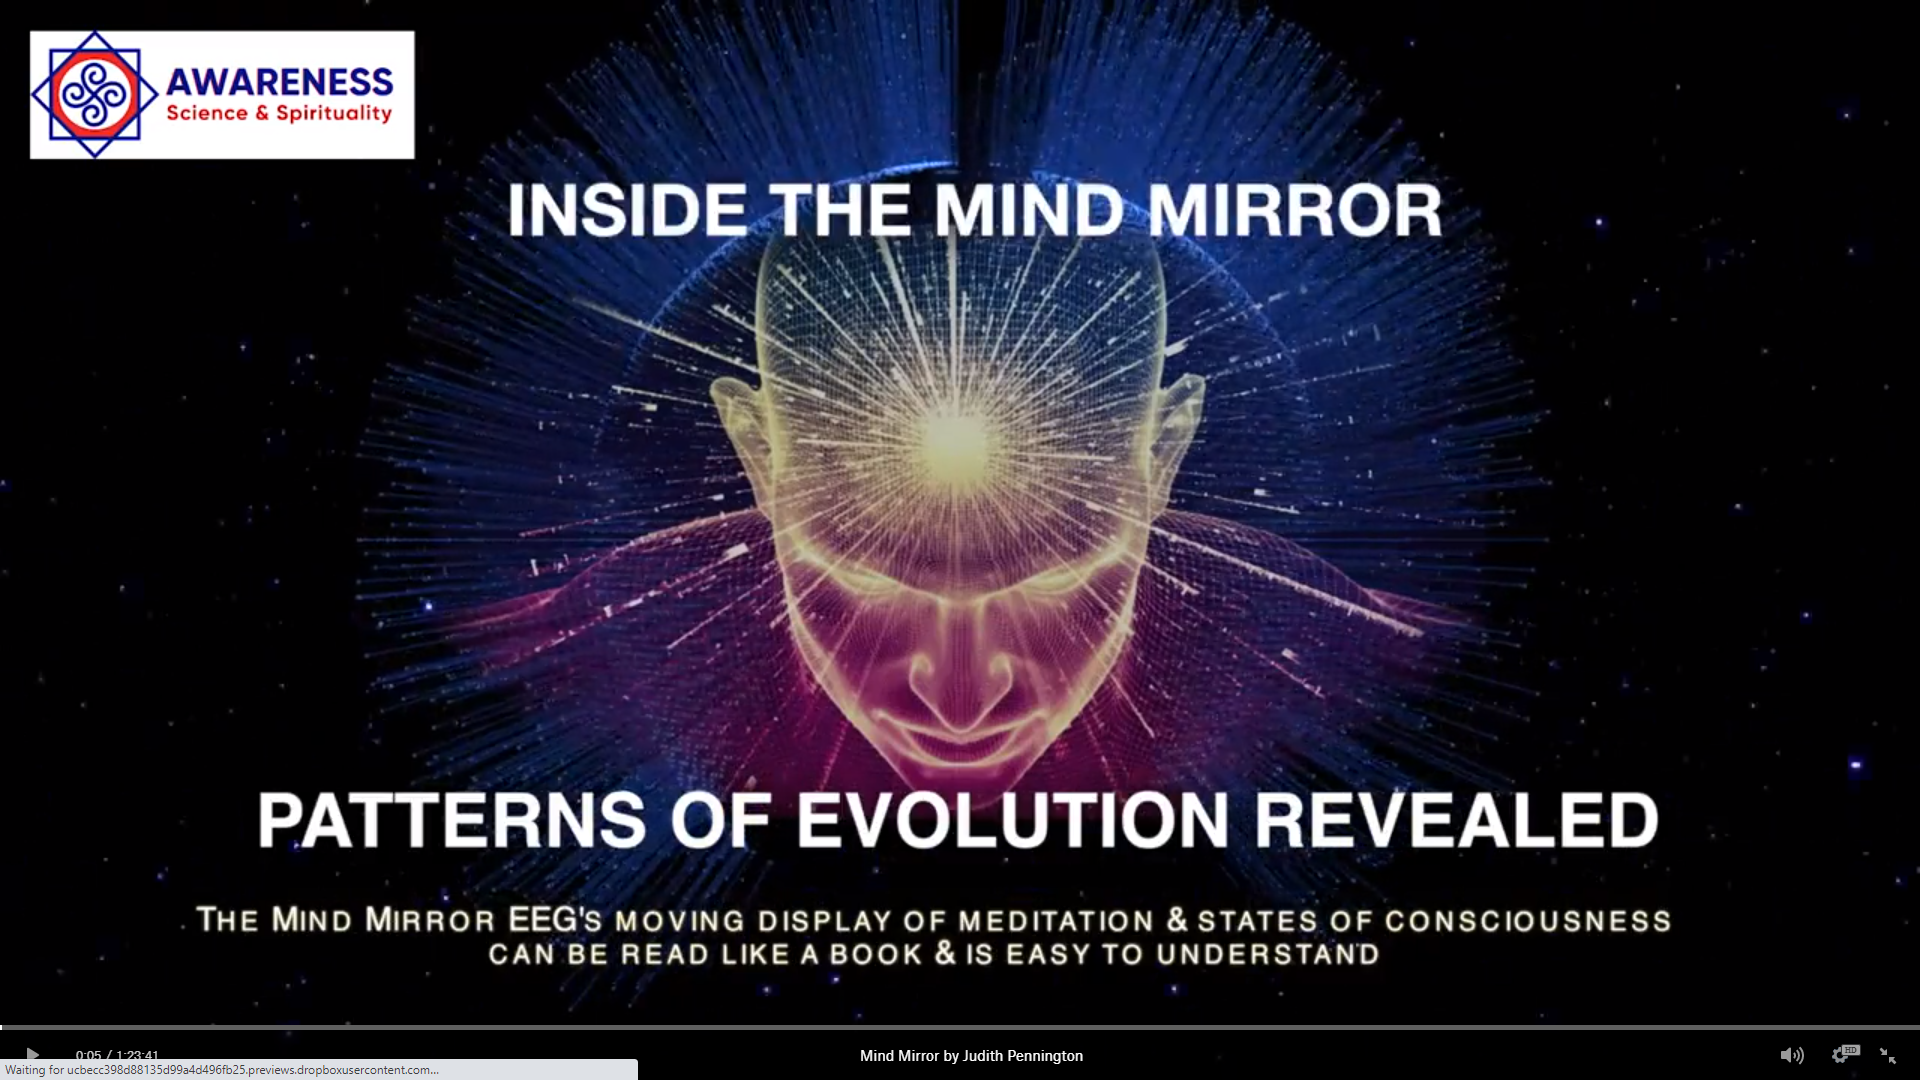 AWARENESS
Science & Spirituality
INSIDE THE MIND MIRROR
PATTERNS OF EVOLUTION REVEALED
THE MIND MIRROR EEG'S MOVING DISPLAY OF MEDITATION & STATES OF CONSCIOUSNESS
CAN BE READ LIKE A BOOK & IS EASY TO UNDERSTAND
0:05 / 1:23:41
Mind Mirror by Judith Pennington
HD
Waiting for ucbecc398d88135d99a4d496fb25.previews.dropboxusercontent.com...